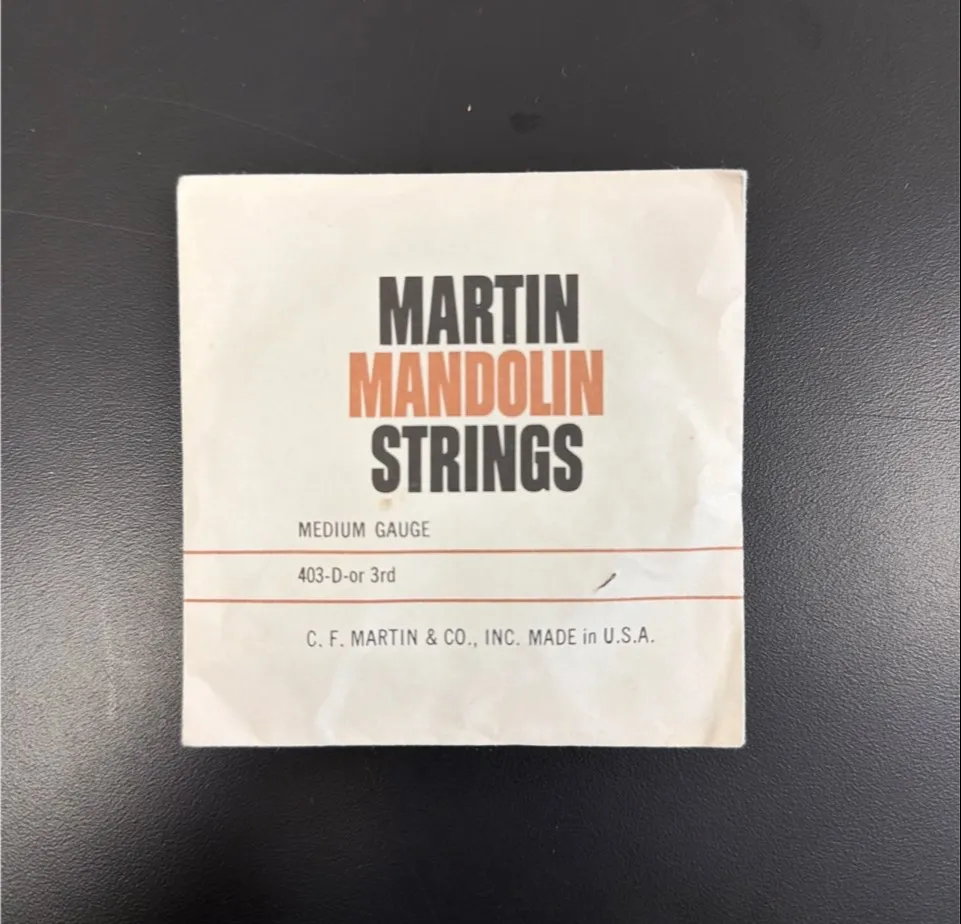 MARTIN
MANDOLIN
STRINGS
MEDIUM GAUGE
403-D-or 3rd
C. F. MARTIN & CO., INC. MADE in U.S.A.